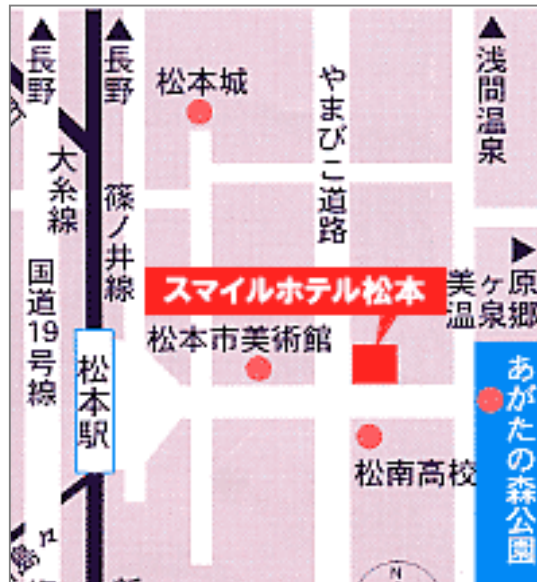 ▲長野
▲長野
▲浅間温泉
松本城
やまびこ道路
大糸線
篠ノ井線
国道19号線
▶美ヶ原
温泉郷
スマイルホテル松本
松本市美術館
松本駅
あがたの森公園
松南高校
島々
N